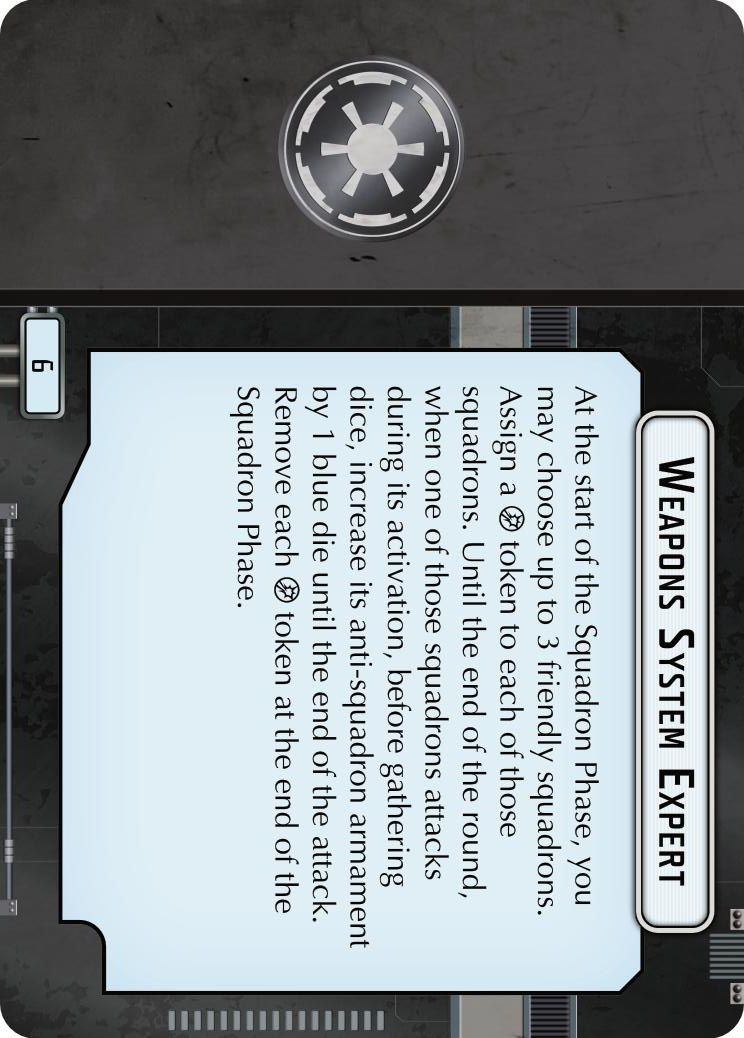 WEAPONS SYSTEM EXPERT
At the start of the Squadron Phase, you
may choose up to 3 friendly squadrons.
Assign a token to each of those
squadrons. Until the end of the round,
when one of those squadrons attacks
during its activation, before gathering
dice, increase its anti-squadron armament
by 1 blue die until the end of the attack.
Remove each token at the end of the
Squadron Phase.
6